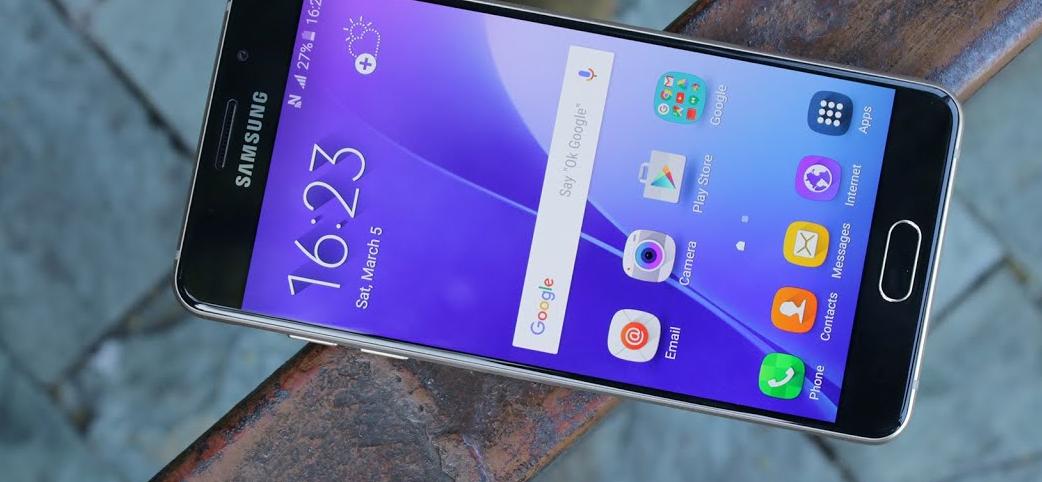 SAMSUNG
27% 16:2
16:23
Sat, March 5
Google
Say "Ok Google"
Email
Camera
Play Store
Google
Phone
Contacts
Messages
Internet
Apps